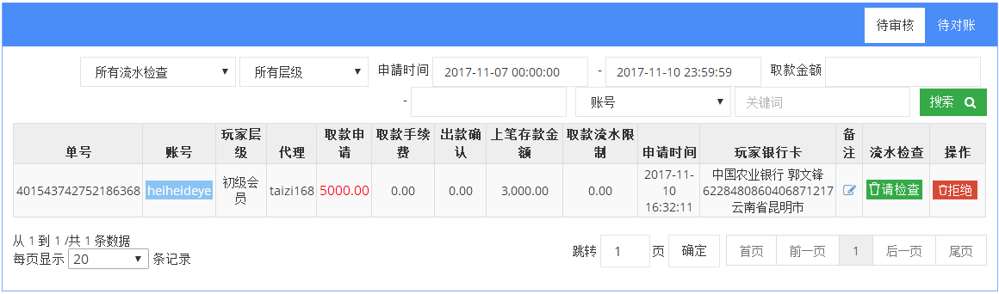 待审核 待对账
所有流水检查 所有层级 申請时间 2017-11-07 00:00:00 - 2017-11-10 23:59:59 取款金额
- 账号 关键词 搜索
单号 账号 玩家层级 代理 取款申请 取款手续费 出款确认 上笔存款金额 取款流水限制 申请时间 玩家银行卡 备注 流水检查 操作
401543742752186368 heiheideye 初级会员 taizi168 5000.00 0.00 0.00 3,000.00 0.00 2017-11-10 16:32:11 中国农业银行 郭文锋 6228480860406871217 云南省昆明市 请检查 拒绝
从 1 到 1 /共 1 条数据
每页显示 20 条记录
跳转 1 页 确定 首页 前一页 1 后一页 尾页